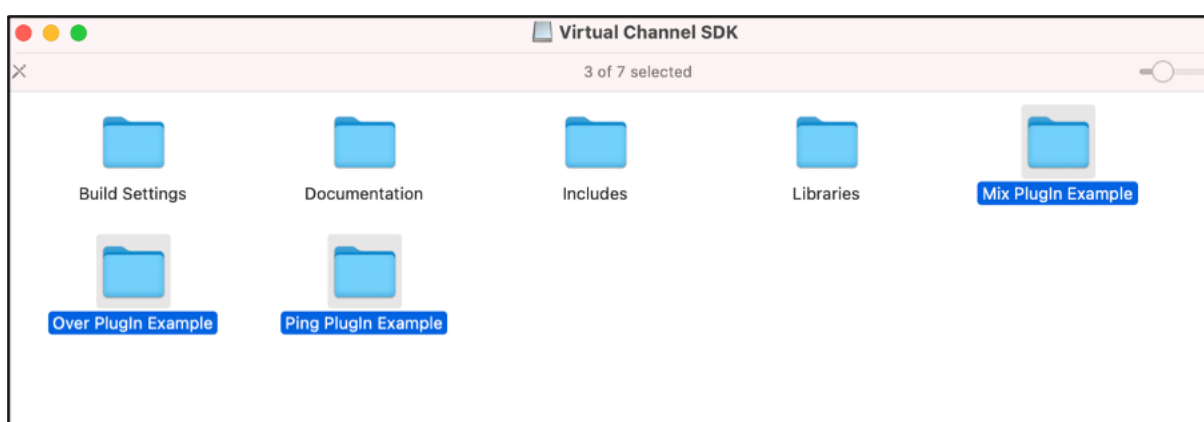 Virtual Channel SDK
3 of 7 selected
Build Settings
Documentation
Includes
Libraries
Mix PlugIn Example
Over PlugIn Example
Ping PlugIn Example